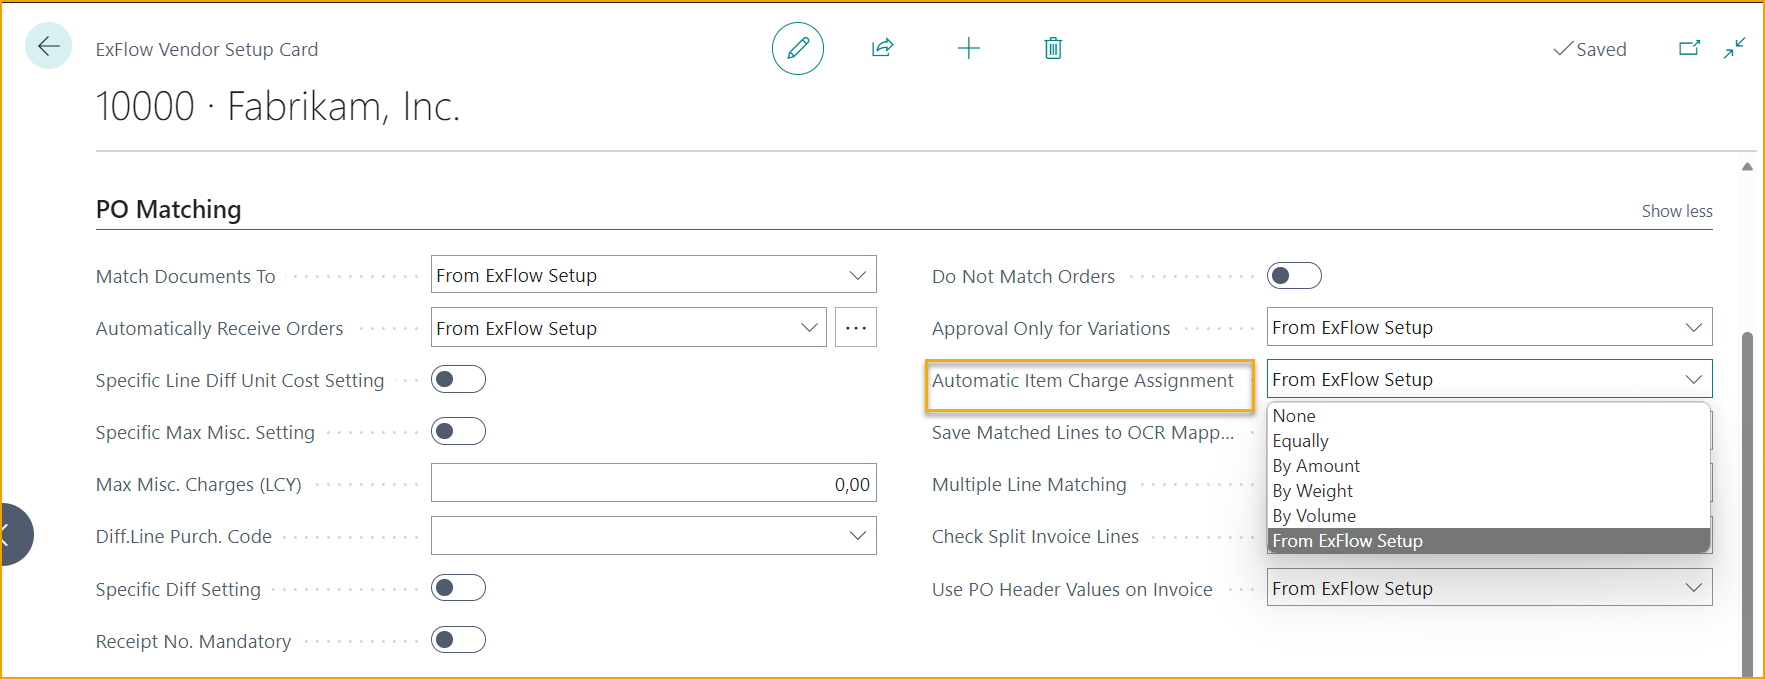 ExFlow Vendor Setup Card
Saved
10000 · Fabrikam, Inc.
PO Matching
Show less
Match Documents To
From ExFlow Setup
Automatically Receive Orders
From ExFlow Setup
Specific Line Diff Unit Cost Setting
Specific Max Misc. Setting
Max Misc. Charges (LCY)
0,00
Diff.Line Purch. Code
Specific Diff Setting
Receipt No. Mandatory
Do Not Match Orders
Approval Only for Variations
From ExFlow Setup
Automatic Item Charge Assignment
From ExFlow Setup
None
Equally
By Amount
By Weight
By Volume
From ExFlow Setup
Save Matched Lines to OCR Mapp...
Multiple Line Matching
Check Split Invoice Lines
Use PO Header Values on Invoice
From ExFlow Setup